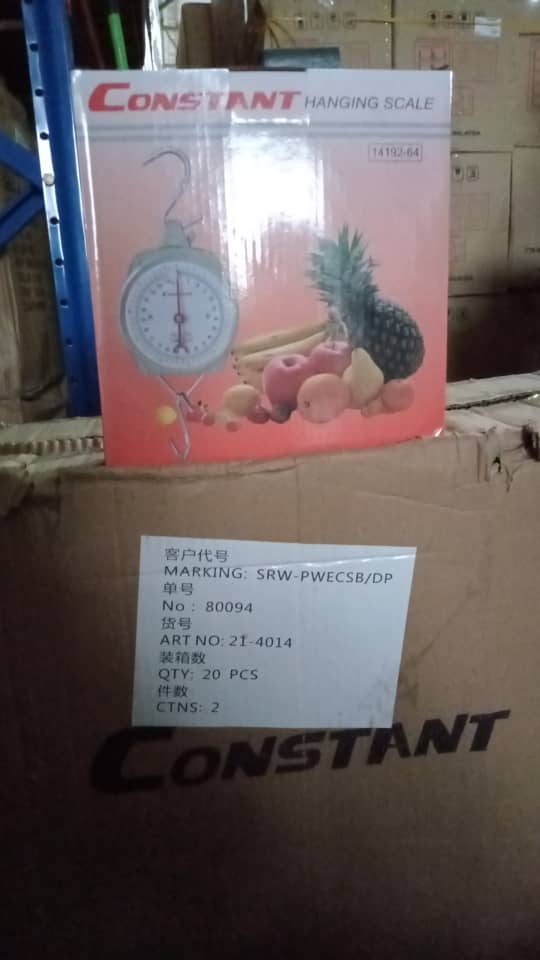 CONSTANT HANGING SCALE
14192-64
客户代号
MARKING: SRW-PWECSB/DP
单号
No : 80094
货号
ART NO: 21-4014
装箱数
QTY: 20 PCS
件数
CTNS: 2
CONSTANT